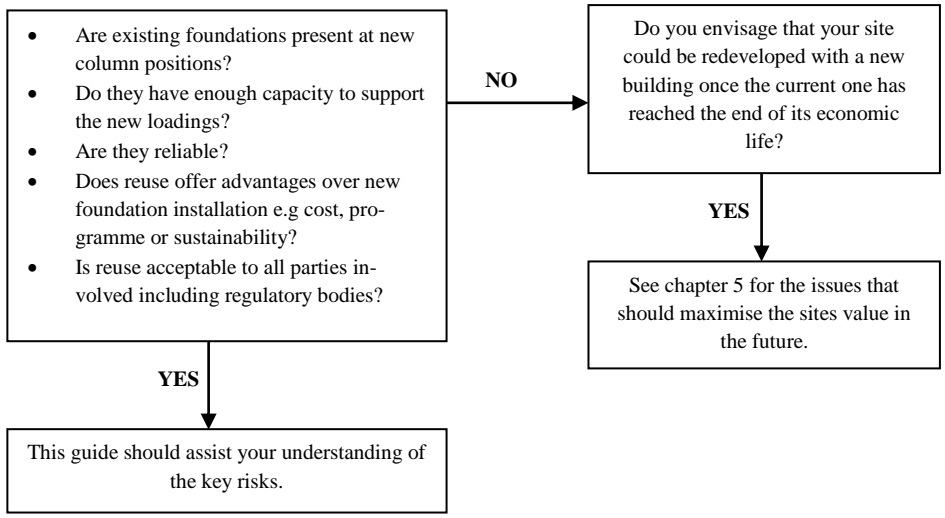 • Are existing foundations present at new
column positions?
• Do they have enough capacity to support
the new loadings?
• Are they reliable?
• Does reuse offer advantages over new
foundation installation e.g cost, pro-
gramme or sustainability?
• Is reuse acceptable to all parties in-
volved including regulatory bodies?
NO
Do you envisage that your site
could be redeveloped with a new
building once the current one has
reached the end of its economic
life?
YES
See chapter 5 for the issues that
should maximise the sites value in
the future.
YES
This guide should assist your understanding of
the key risks.